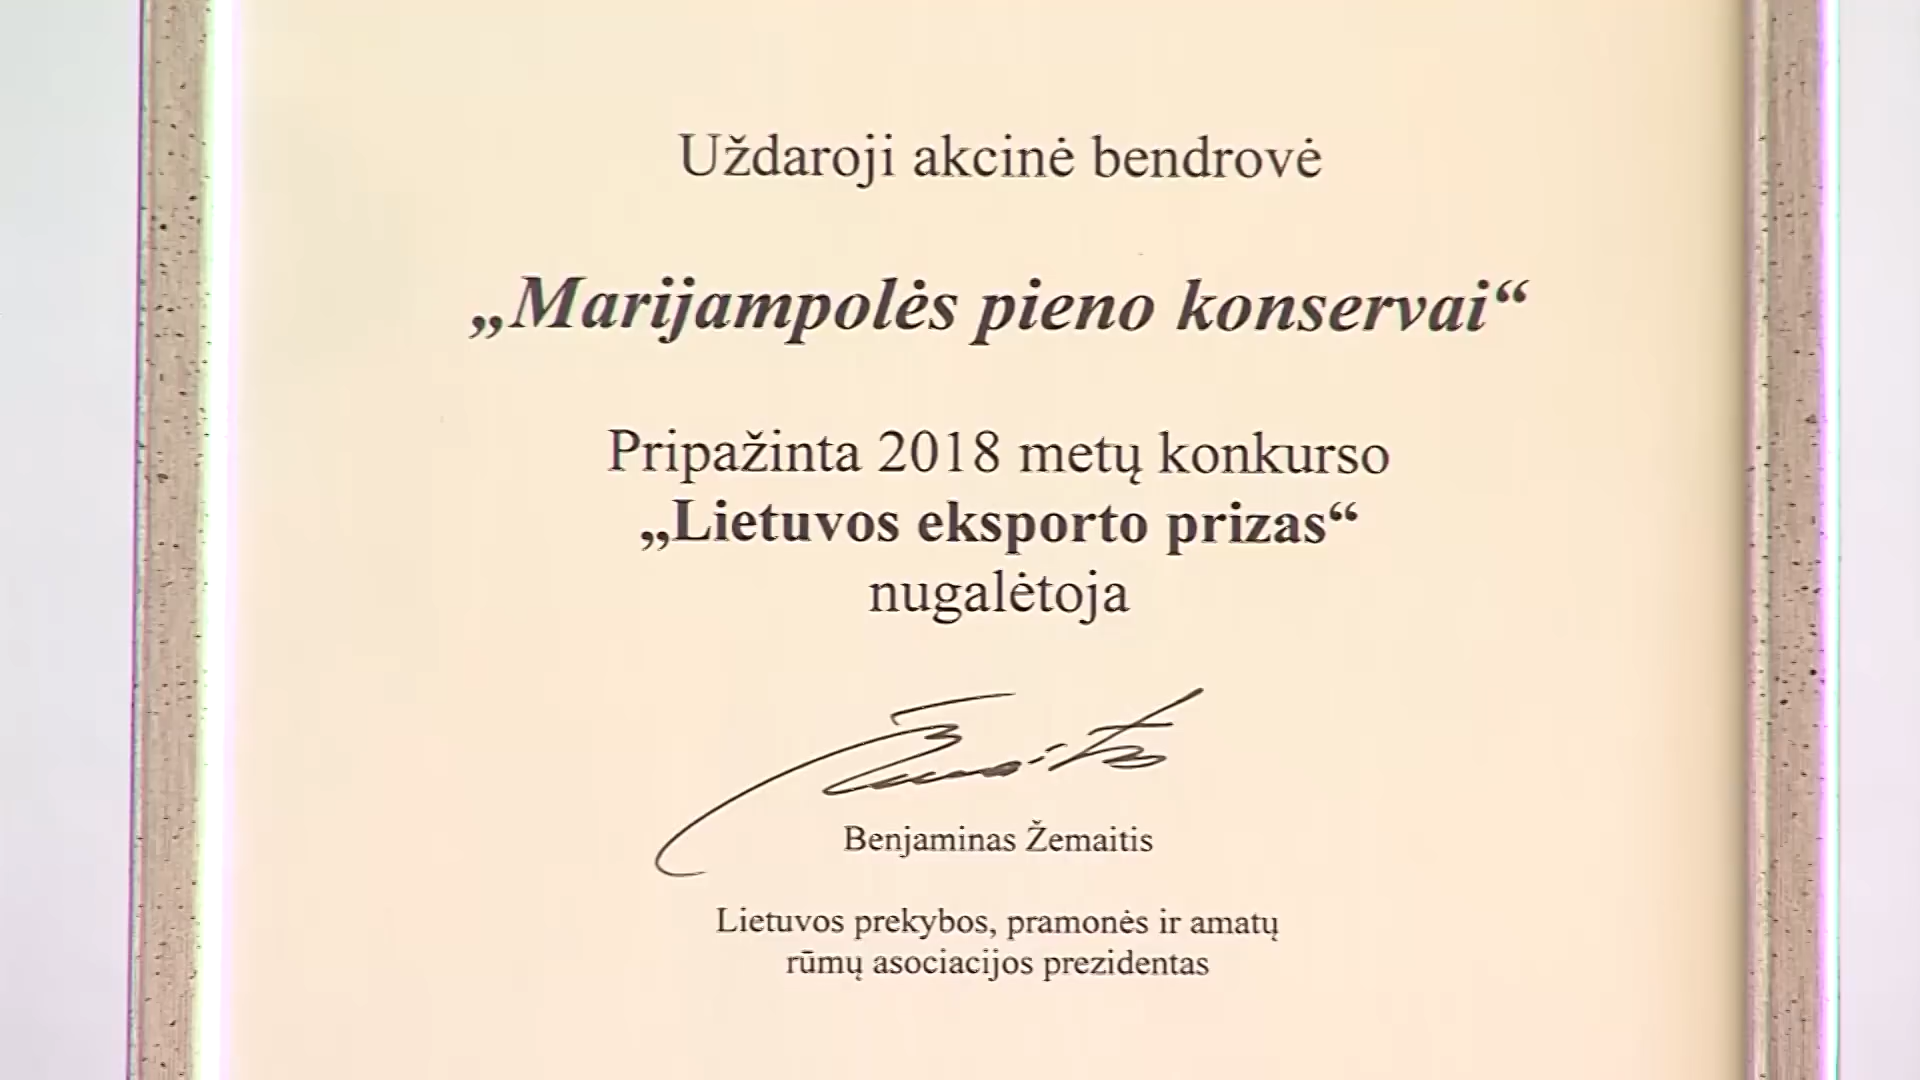 Uždaroji akcinė bendrovė
„Marijampolės pieno konservai“
Pripažinta 2018 metų konkurso
„Lietuvos eksporto prizas“
nugalėtoja
Benjaminas Žemaitis
Lietuvos prekybos, pramonės ir amatų
rūmų asociacijos prezidentas